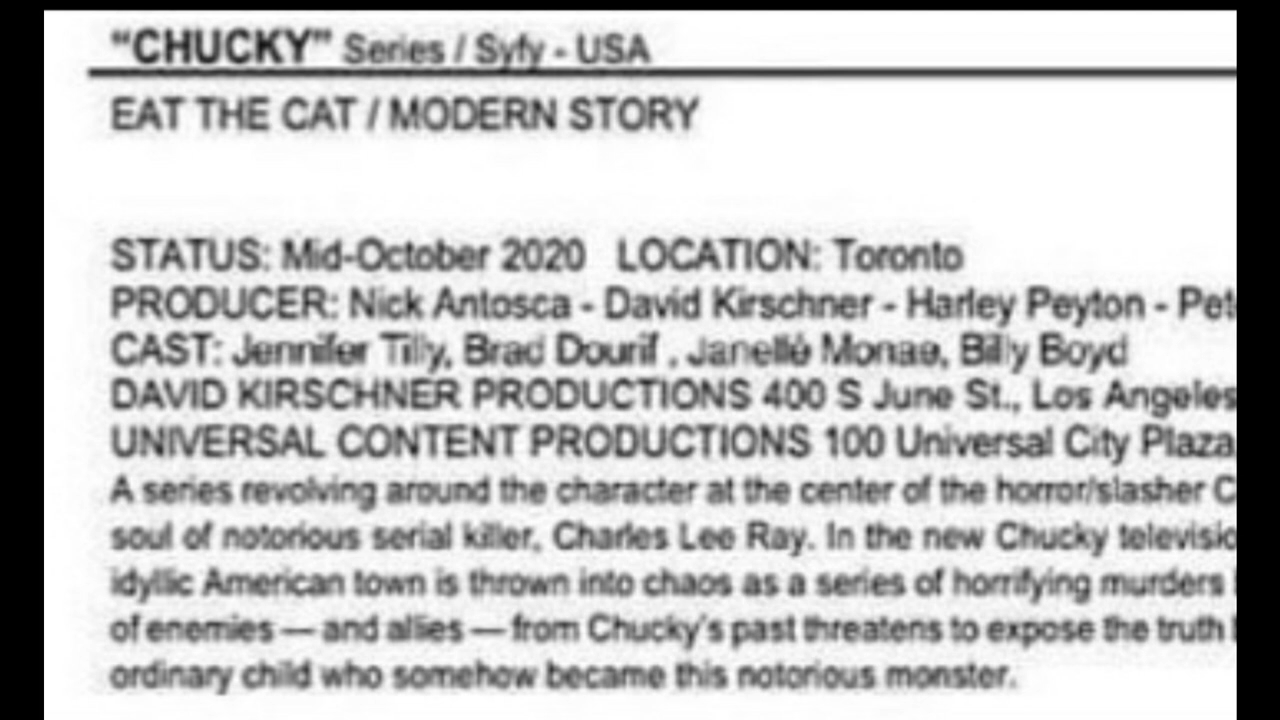 "CHUCKY" Series / Syfy - USA
EAT THE CAT / MODERN STORY
STATUS: Mid-October 2020 LOCATION: Toronto
PRODUCER: Nick Antosca - David Kirschner - Harley Peyton - Pet
CAST: Jennifer Tilly, Brad Dourif , Janellé Monae, Billy Boyd
DAVID KIRSCHNER PRODUCTIONS 400 S June St., Los Angeles
UNIVERSAL CONTENT PRODUCTIONS 100 Universal City Plaza
A series revolving around the character at the center of the horror/slasher C
soul of notorious serial killer, Charles Lee Ray. In the new Chucky televisio
idyllic American town is thrown into chaos as a series of horrifying murders
of enemies — and allies — from Chucky's past threatens to expose the truth
ordinary child who somehow became this notorious monster.